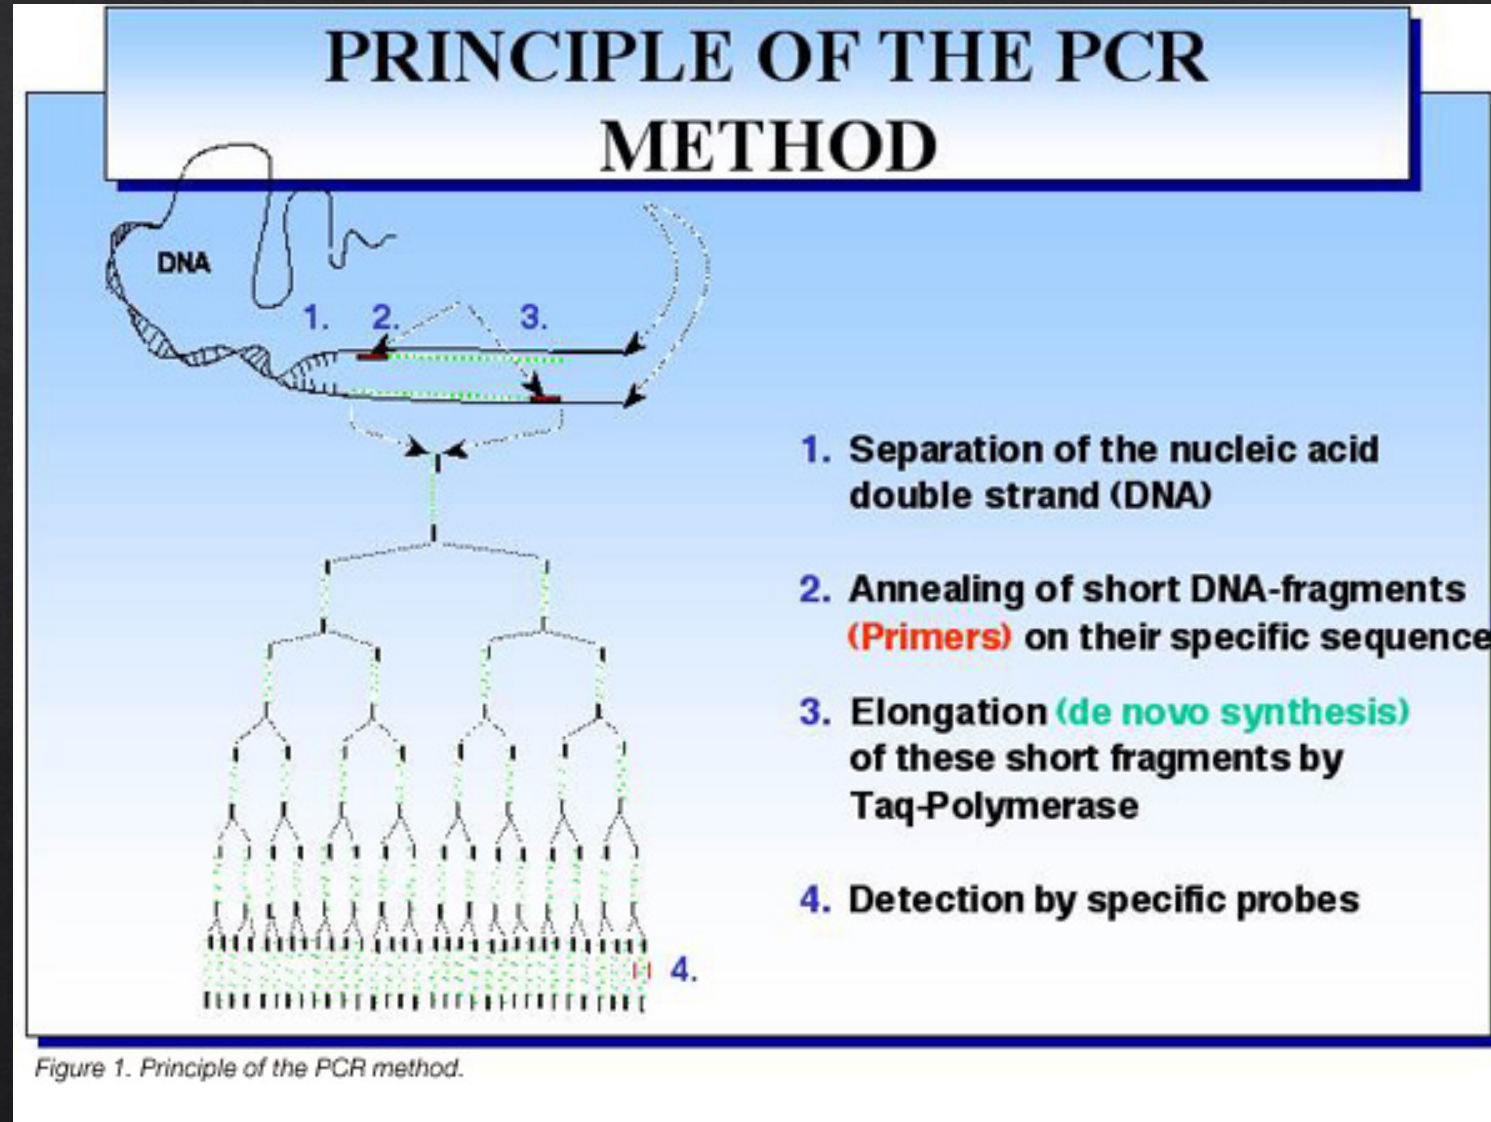 PRINCIPLE OF THE PCR
METHOD
DNA
1. 2. 3.
1. Separation of the nucleic acid
double strand (DNA)
2. Annealing of short DNA-fragments
(Primers) on their specific sequence
3. Elongation (de novo synthesis)
of these short fragments by
Taq-Polymerase
4. Detection by specific probes
4.
Figure 1. Principle of the PCR method.